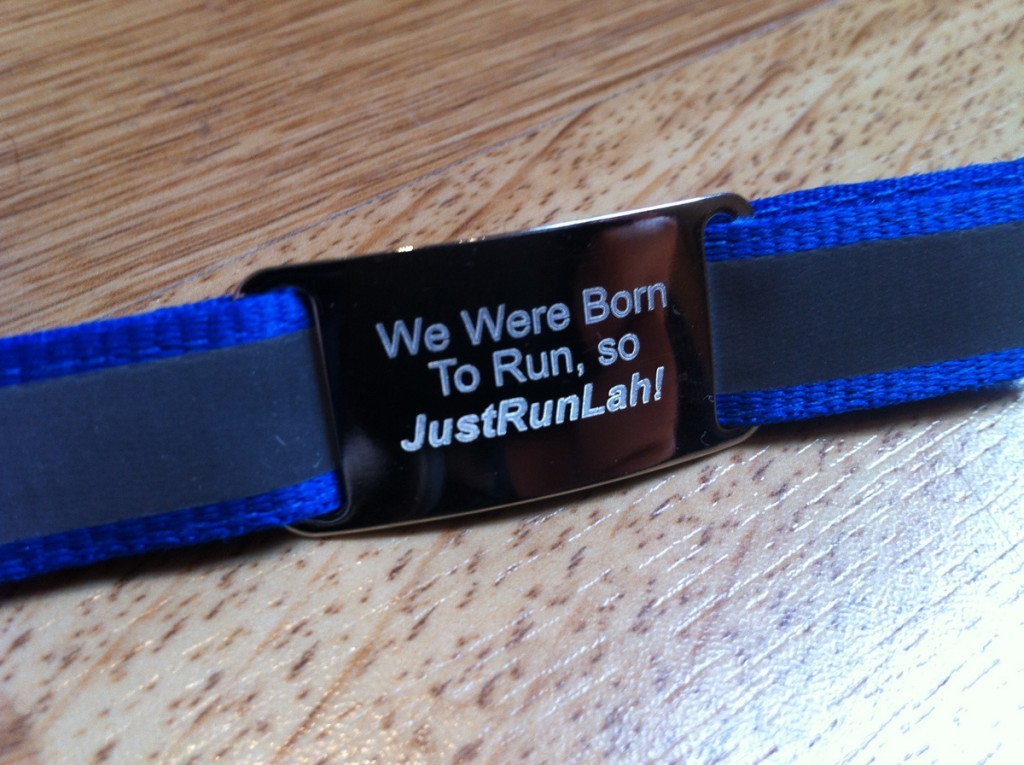 We Were Born
To Run, so
JustRunLah!